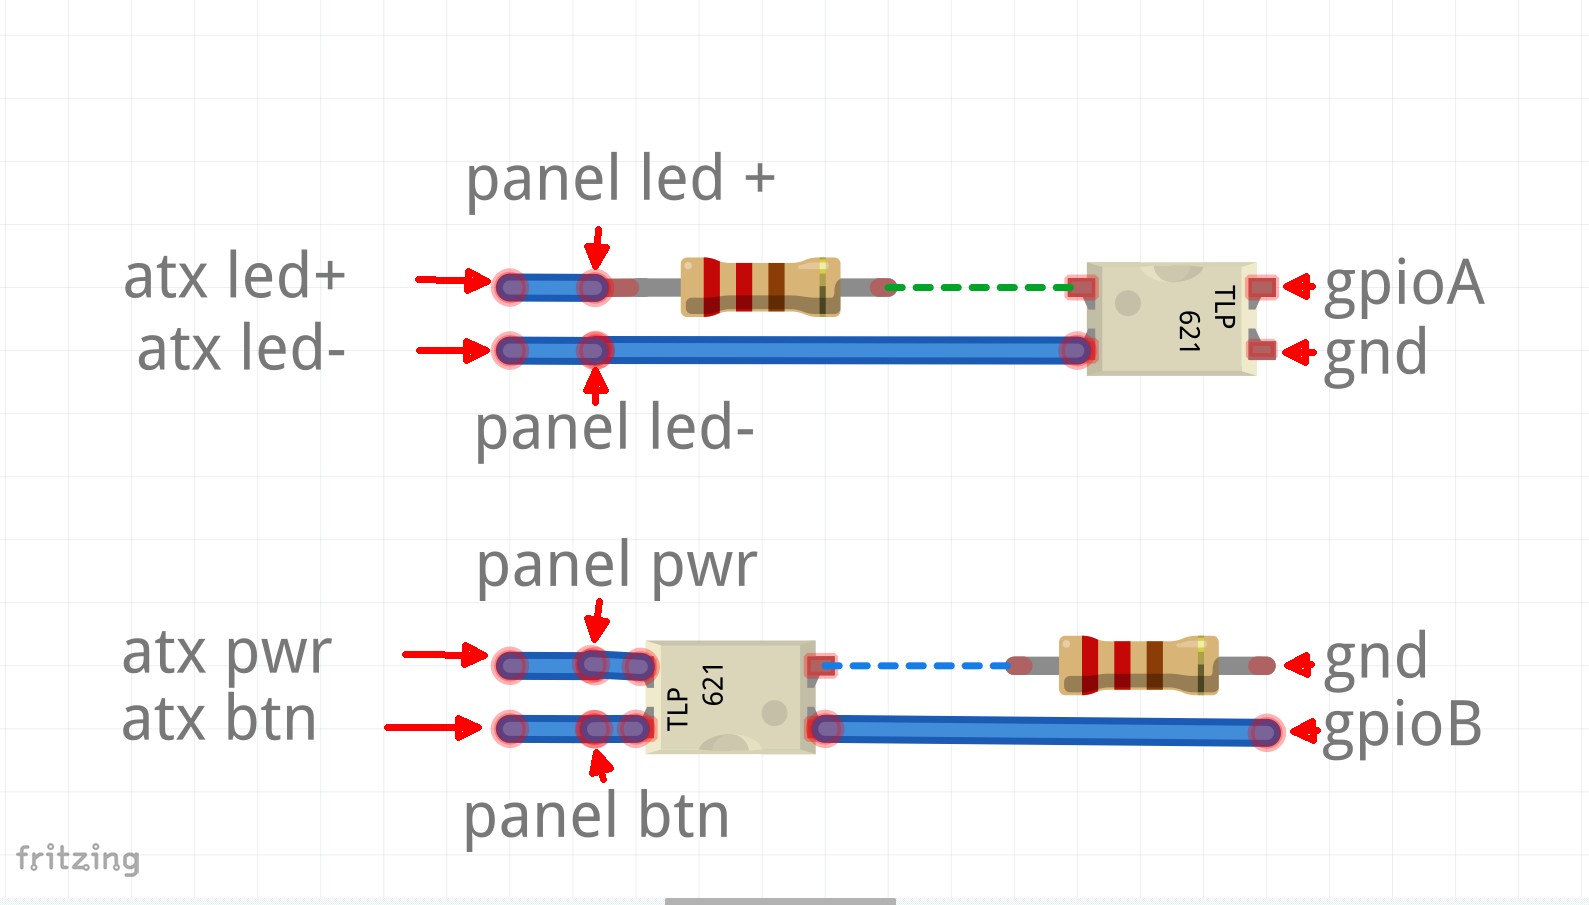 panel led +
atx led+
gpioA
TLP
621
atx led-
gnd
panel led-
panel pwr
atx pwr
gnd
TLP
621
atx btn
gpioB
panel btn
fritzing